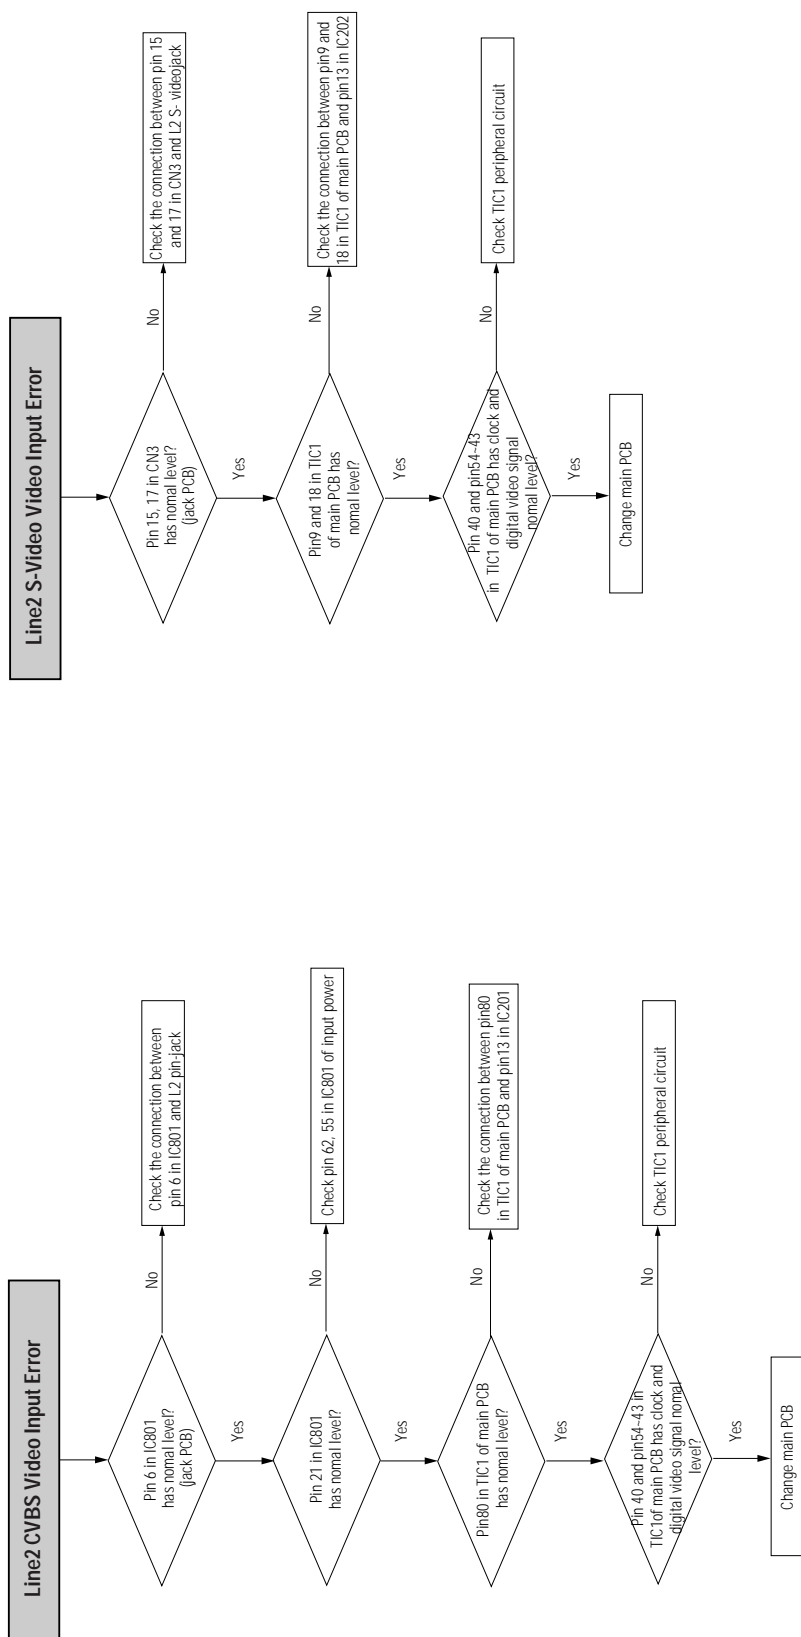 Line2 CVBS Video Input Error
Pin 6 in IC801
has nomal level?
(jack PCB)
No
Check the connection between
pin 6 in IC801 and L2 pin-jack
Yes
Pin 21 in IC801
has nomal level?
No
Check pin 62, 55 in IC801 of input power
Yes
Pin80 in TIC1 of main PCB
has nomal level?
No
Check the connection between pin80
in TIC1 of main PCB and pin13 in IC201
Yes
Pin 40 and pin54~43 in
TIC1of main PCB has clock and
digital video signal nomal
level?
No
Check TIC1 peripheral circuit
Yes
Change main PCB
Line2 S-Video Video Input Error
Pin 15, 17 in CN3
has nomal level?
(jack PCB)
No
Check the connection between pin 15
and 17 in CN3 and L2 S- videojack
Yes
Pin9 and 18 in TIC1
of main PCB has
nomal level?
No
Check the connection between pin9 and
18 in TIC1 of main PCB and pin13 in IC202
Yes
Pin 40 and pin54~43
in TIC1 of main PCB has clock and
digital video signal
nomal level?
No
Check TIC1 peripheral circuit
Yes
Change main PCB